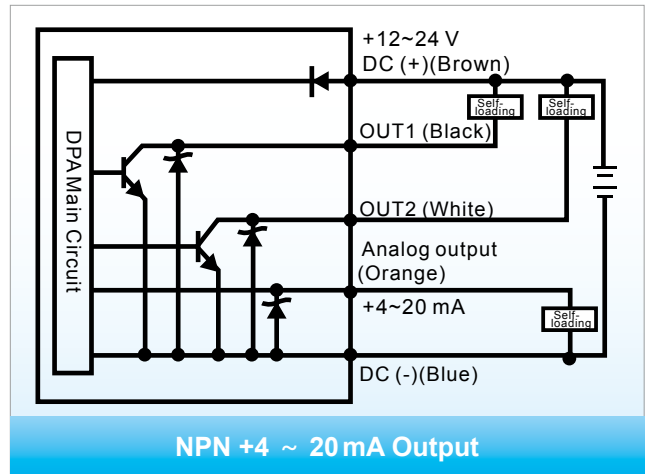 +12~24 V
DC (+)(Brown)
Self-
loading
Self-
loading
OUT1 (Black)
DPA Main Circuit
OUT2 (White)
Analog output
(Orange)
+4~20 mA
Self-
loading
DC (-)(Blue)
NPN +4 ~ 20 mA Output